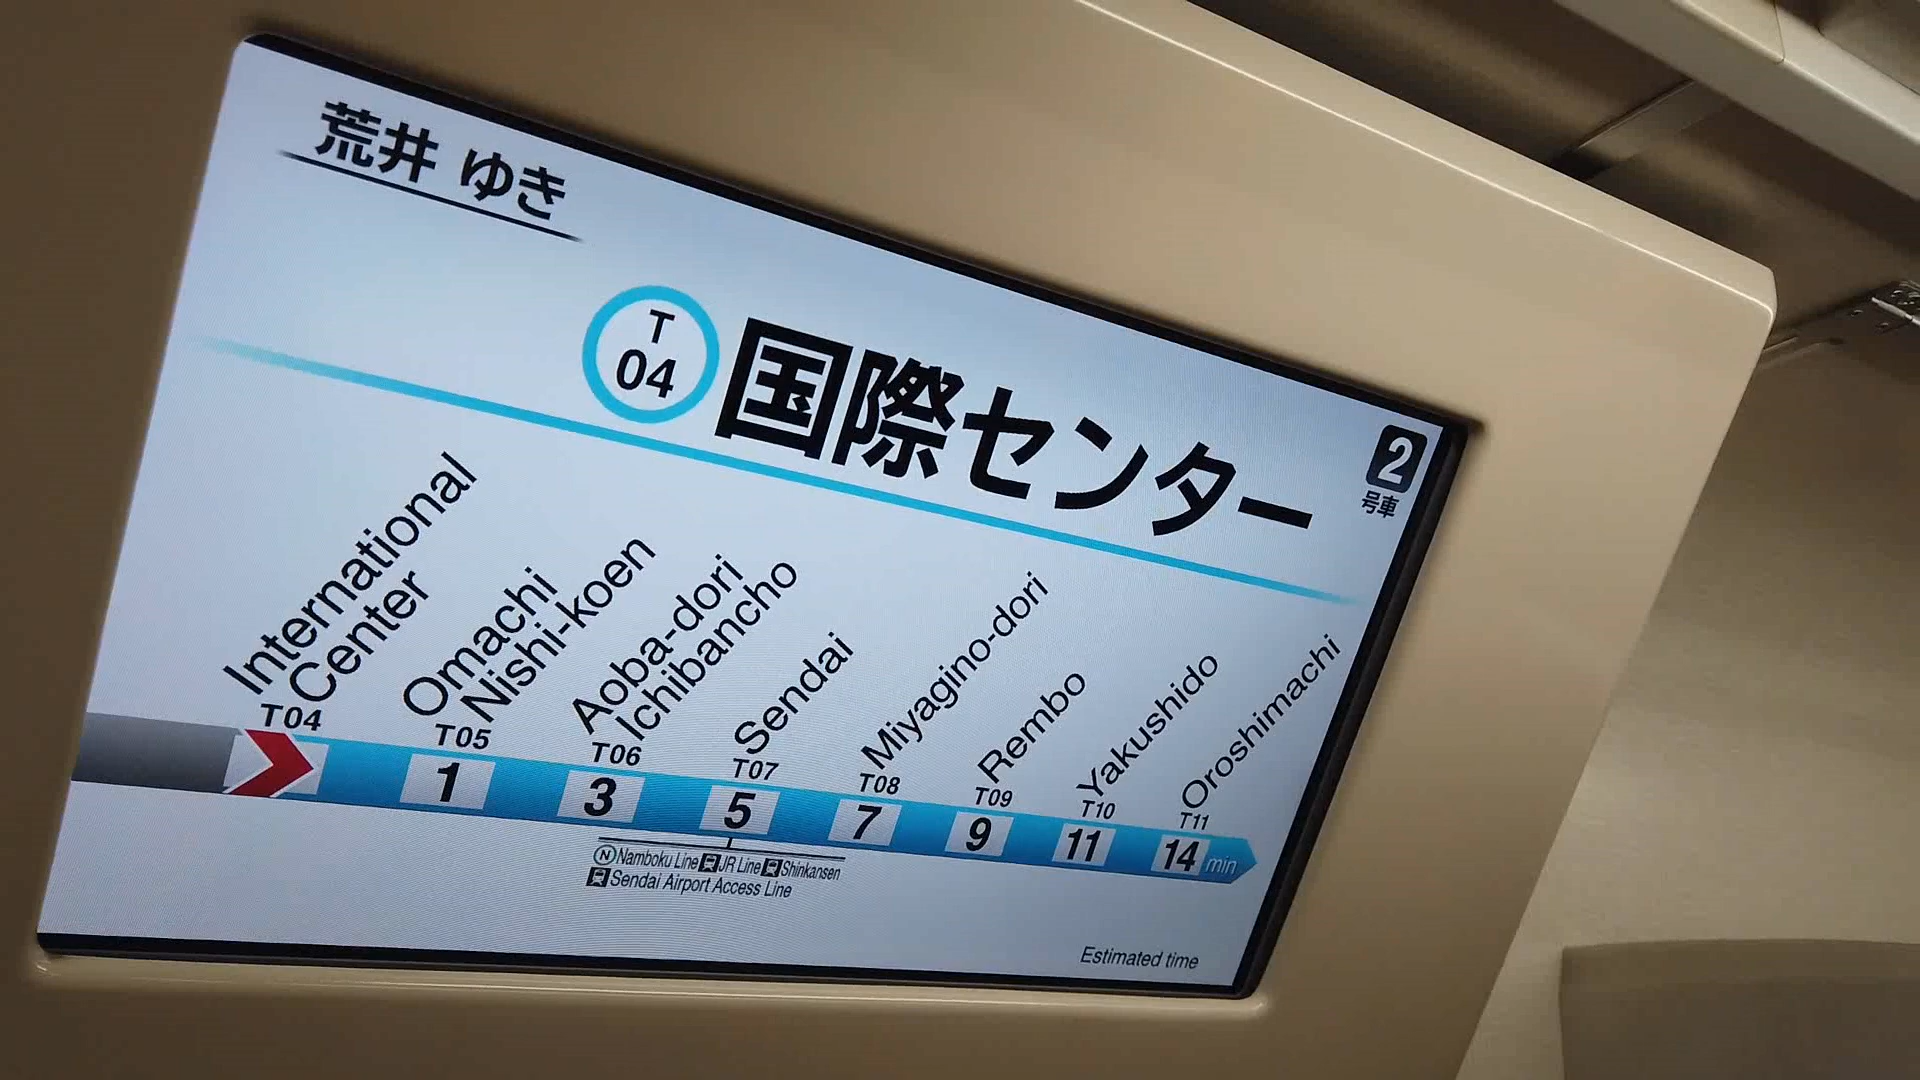 荒井 ゆき
T
04
国際センター
2
号車
International
Center
Omachi
Nishi-koen
Aoba-dori
Ichibancho
Sendai
Miyagino-dori
Rembo
Yakushido
Oroshimachi
T04
T05
T06
T07
T08
T09
T10
T11
1
3
5
7
9
11
14 min
N Namboku Line JR Line Shinkansen
Sendai Airport Access Line
Estimated time